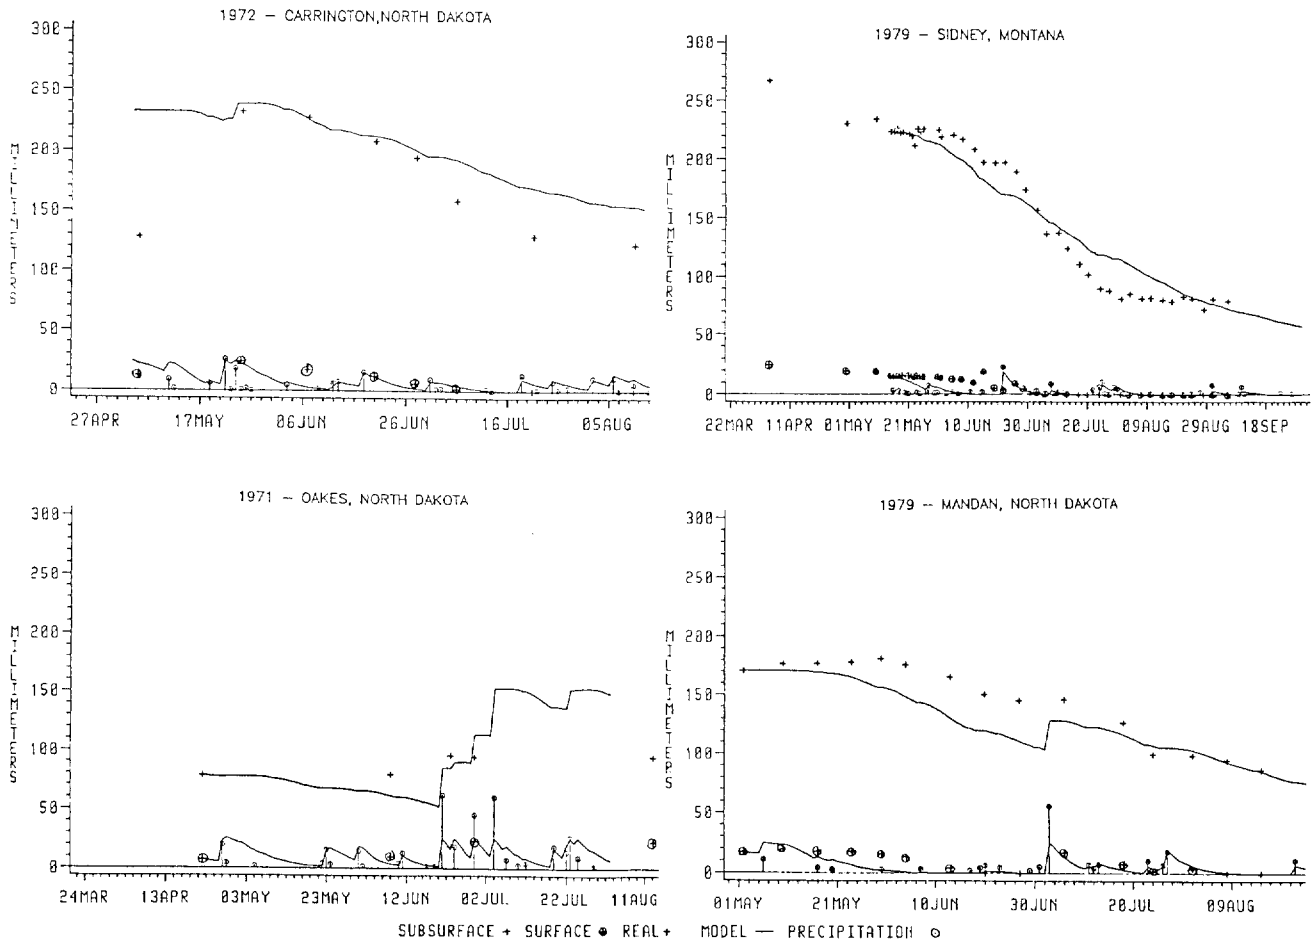 1972 – CARRINGTON,NORTH DAKOTA
300
250
200
150
100
50
0
MILLIMETERS
27APR 17MAY 06JUN 26JUN 16JUL 05AUG
1979 – SIDNEY, MONTANA
300
250
200
150
100
50
0
MILLIMETERS
22MAR 11APR 01MAY 21MAY 10JUN 30JUN 20JUL 09AUG 29AUG 18SEP
1971 – OAKES, NORTH DAKOTA
300
250
200
150
100
50
0
MILLIMETERS
24MAR 13APR 03MAY 23MAY 12JUN 02JUL 22JUL 11AUG
1979 -- MANDAN, NORTH DAKOTA
300
250
200
150
100
50
0
MILLIMETERS
01MAY 21MAY 10JUN 30JUN 20JUL 09AUG
SUBSURFACE + SURFACE ⊕ REAL + MODEL — PRECIPITATION ○